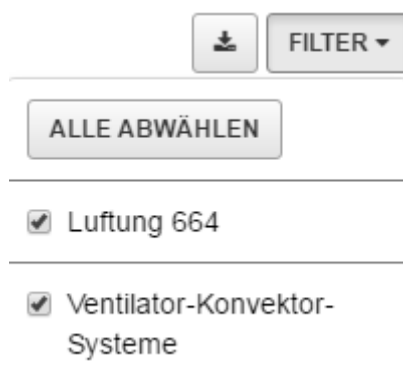 FILTER
ALLE ABWÄHLEN
Luftung 664
Ventilator-Konvektor-
Systeme